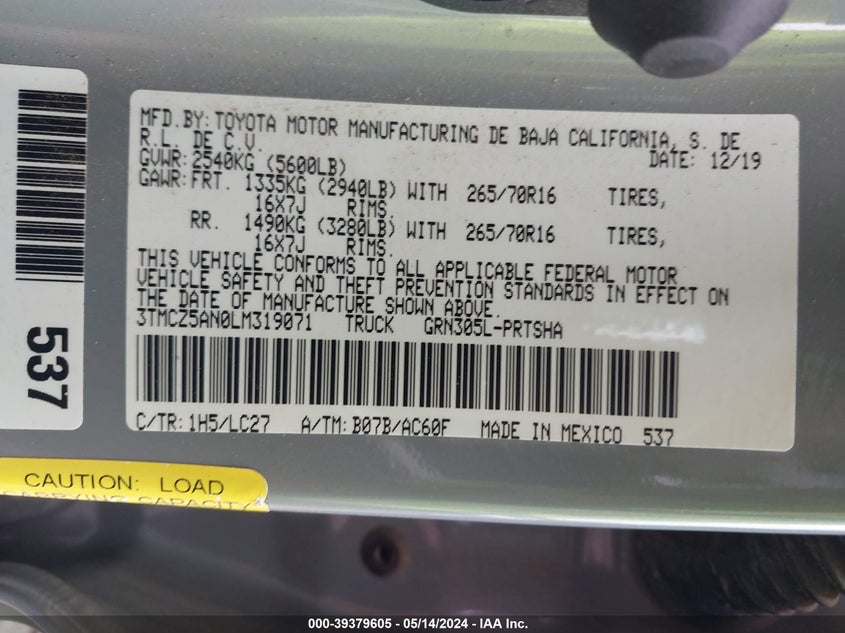 MFD.BY:TOYOTA MOTOR MANUFACTURING DE BAJA CALIFORNIA, S. DE
R.L. DE C.V. DATE: 12/19
GVWR:2540KG (5600LB)
GAWR:FRT. 1335KG (2940LB) WITH 265/70R16 TIRES,
16X7J RIMS.
RR. 1490KG (3280LB) WITH 265/70R16 TIRES,
16X7J RIMS.
THIS VEHICLE CONFORMS TO ALL APPLICABLE FEDERAL MOTOR
VEHICLE SAFETY AND THEFT PREVENTION STANDARDS IN EFFECT ON
THE DATE OF MANUFACTURE SHOWN ABOVE.
3TMCZ5AN0LM319071 TRUCK GRN305L-PRTSHA
C/TR:1H5/LC27 A/TM:B07B/AC60F MADE IN MEXICO 537
537
CAUTION: LOAD
CARRYING CAPACITY
000-39379605 - 05/14/2024 - IAA Inc.